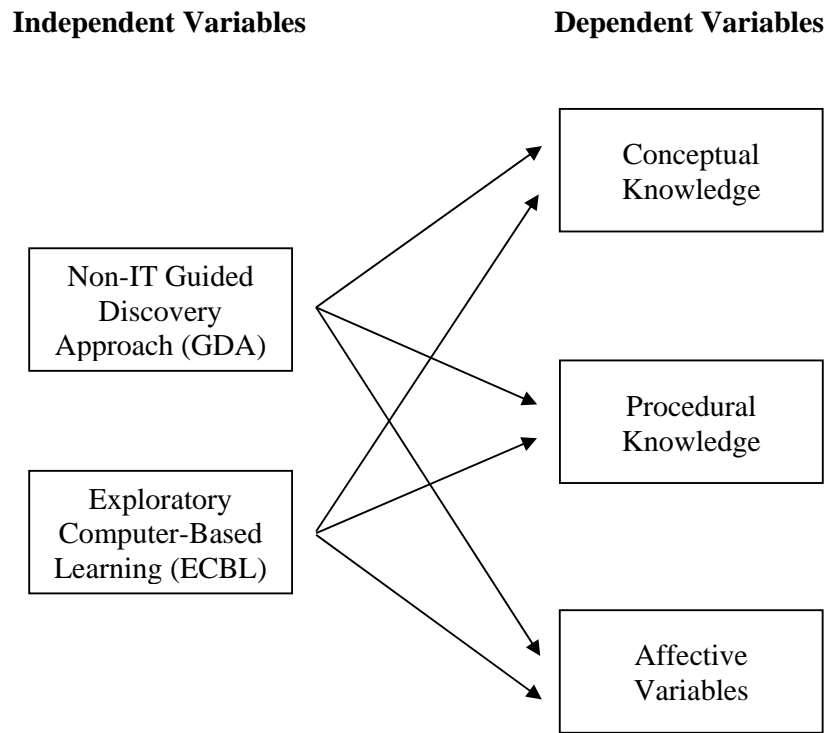 Independent Variables
Dependent Variables
Conceptual
Knowledge
Non-IT Guided
Discovery
Approach (GDA)
Procedural
Knowledge
Exploratory
Computer-Based
Learning (ECBL)
Affective
Variables